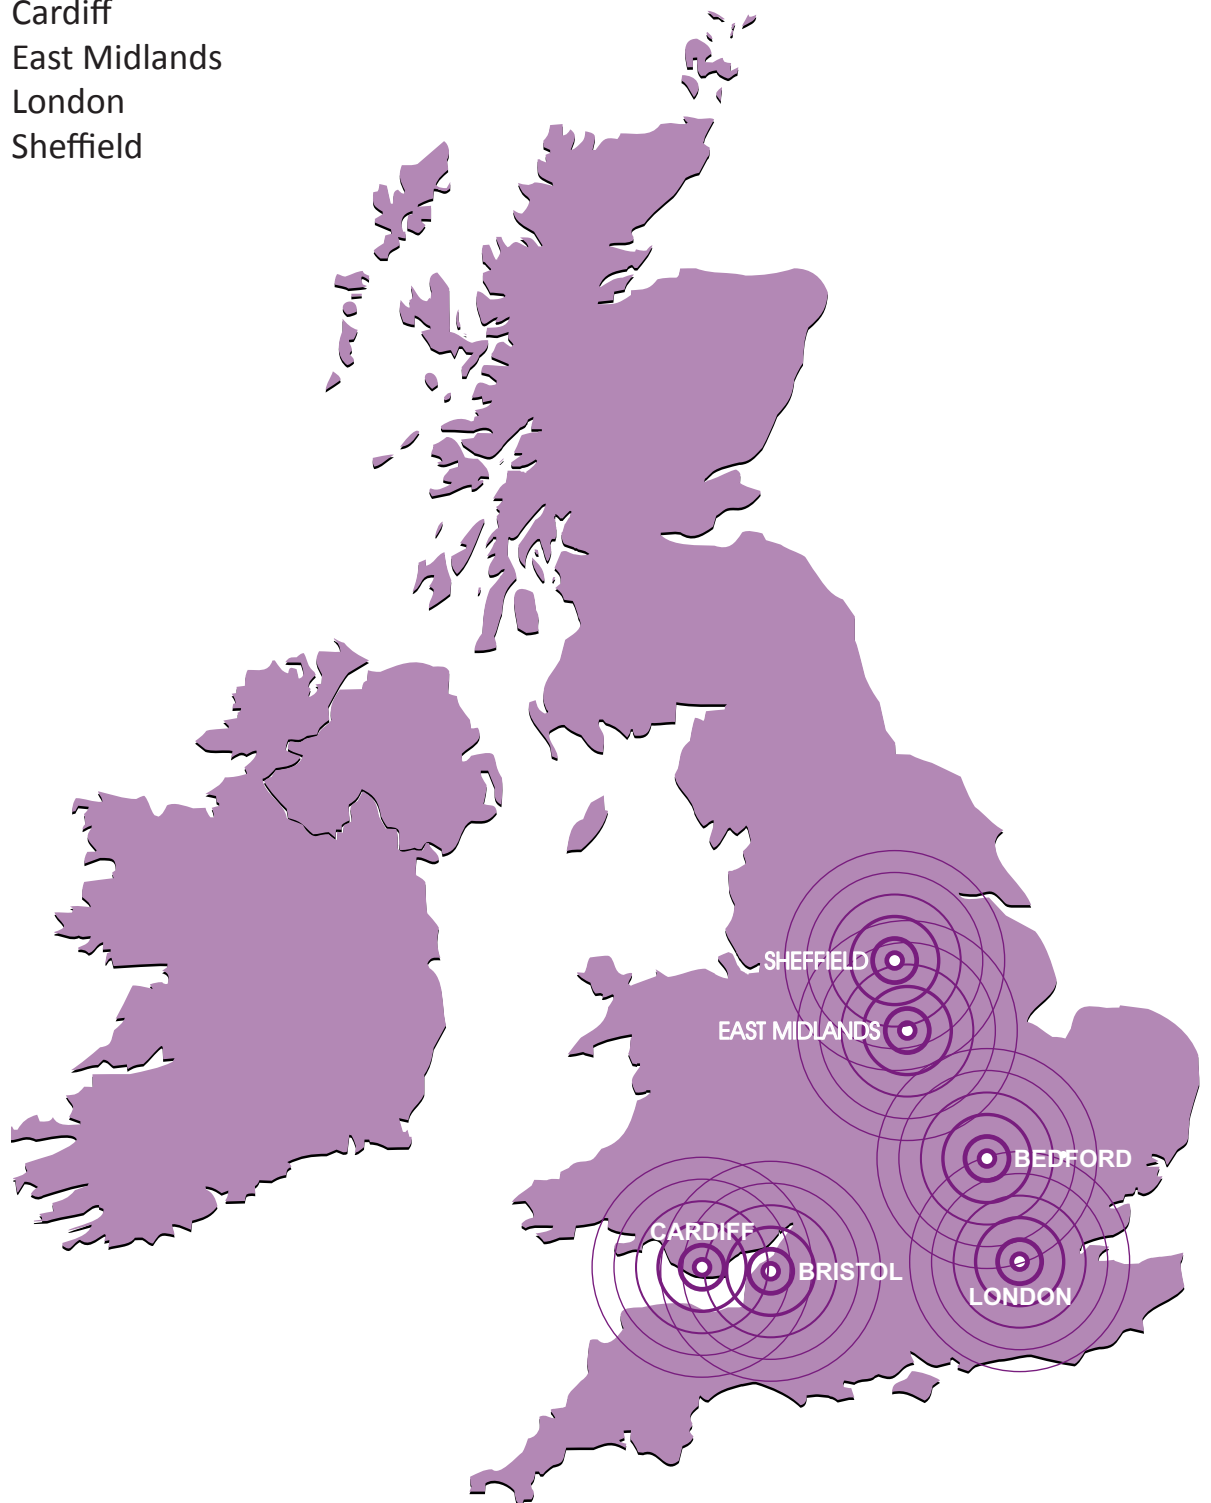 Cardiff
East Midlands
London
Sheffield
SHEFFIELD
EAST MIDLANDS
BEDFORD
CARDIFF
BRISTOL
LONDON